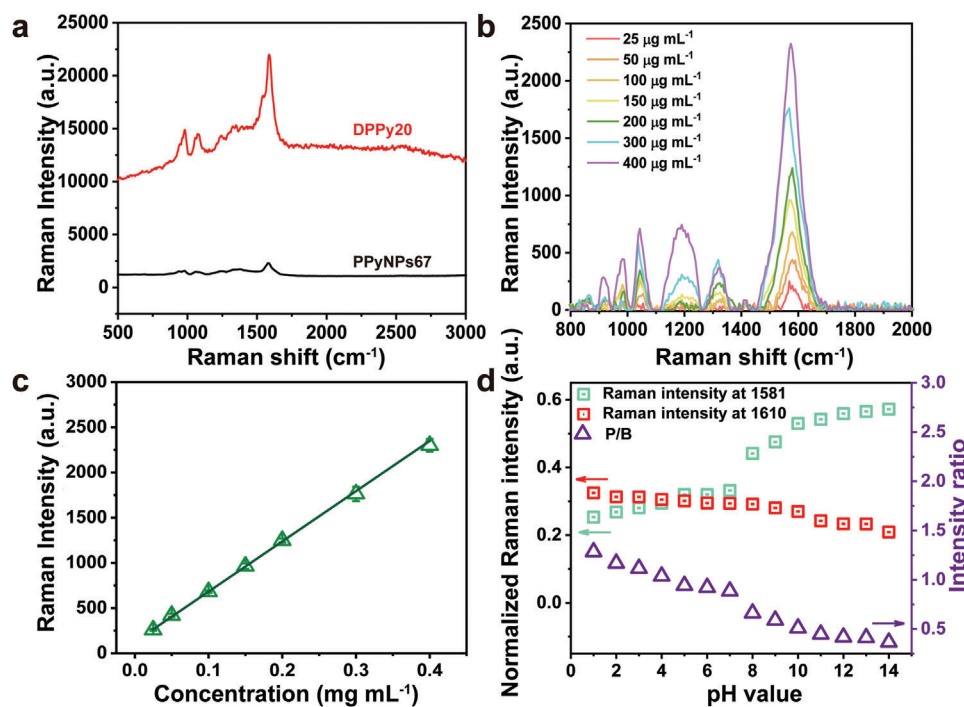 a
25000
20000
15000
10000
5000
0
500
1000
1500
2000
2500
3000
Raman Intensity (a.u.)
Raman shift (cm⁻¹)
DPPy20
PPyNPs67
b
2500
2000
1500
1000
500
0
800
1000
1200
1400
1600
1800
2000
Raman Intensity (a.u.)
Raman shift (cm⁻¹)
25 µg mL⁻¹
50 µg mL⁻¹
100 µg mL⁻¹
150 µg mL⁻¹
200 µg mL⁻¹
300 µg mL⁻¹
400 µg mL⁻¹
c
3000
2500
2000
1500
1000
500
0
0.0
0.1
0.2
0.3
0.4
Raman Intensity (a.u.)
Concentration (mg mL⁻¹)
d
0.6
0.4
0.2
0.0
0
2
4
6
8
10
12
14
3.0
2.5
2.0
1.5
1.0
0.5
Normalized Raman intensity (a.u.)
pH value
Intensity ratio
Raman intensity at 1581
Raman intensity at 1610
P/B